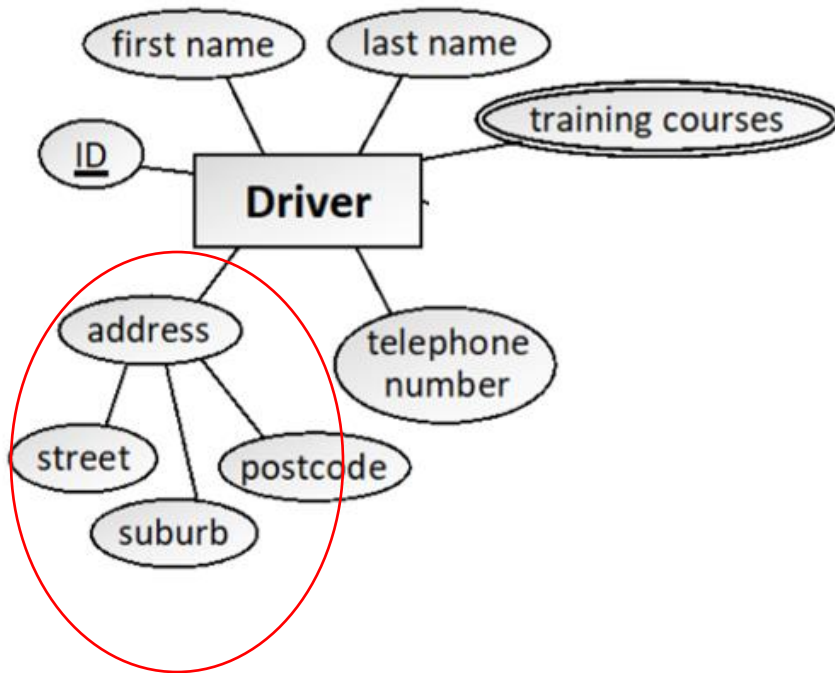 first name
last name
training courses
ID
Driver
address
telephone
number
street
postcode
suburb